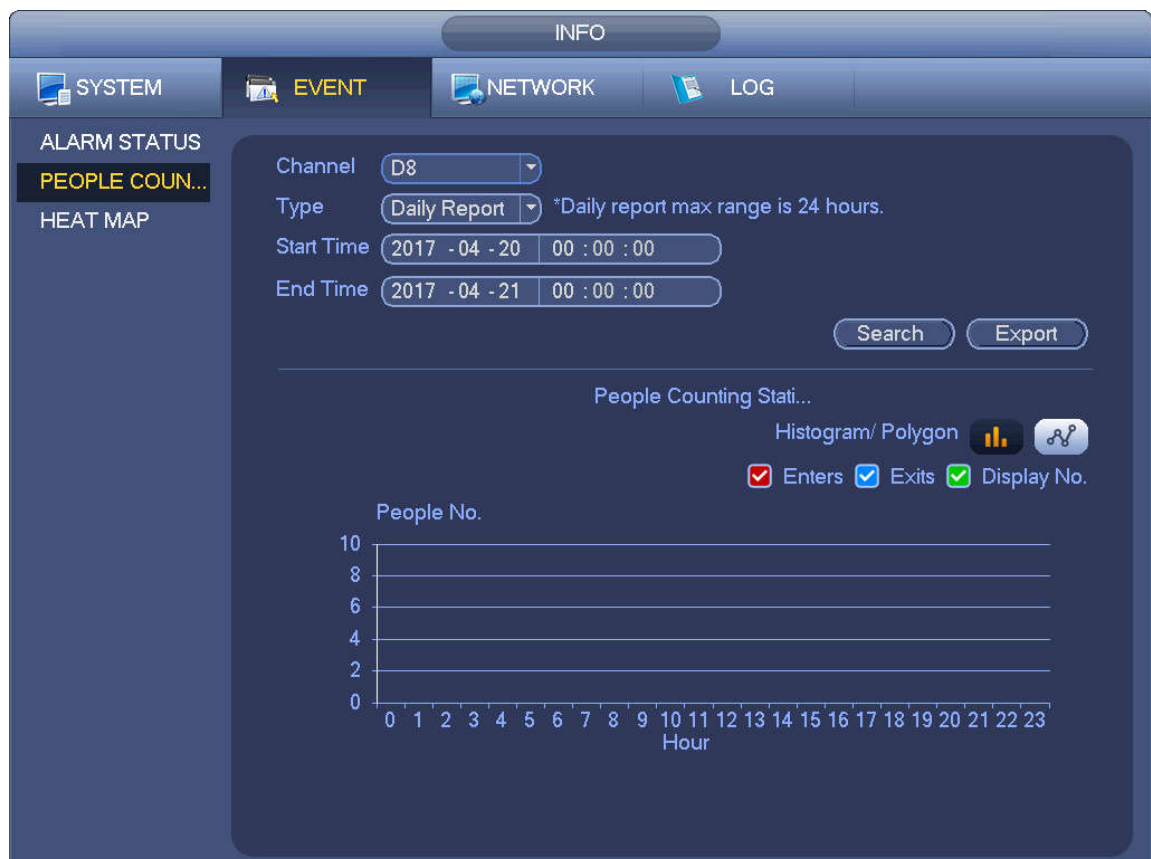 INFO
SYSTEM EVENT NETWORK LOG
ALARM STATUS
PEOPLE COUN...
HEAT MAP
Channel D8
Type Daily Report *Daily report max range is 24 hours.
Start Time 2017 - 04 - 20 00 : 00 : 00
End Time 2017 - 04 - 21 00 : 00 : 00
Search Export
People Counting Stati...
Histogram/ Polygon
Enters Exits Display No.
People No.
10
8
6
4
2
0
0 1 2 3 4 5 6 7 8 9 10 11 12 13 14 15 16 17 18 19 20 21 22 23
Hour